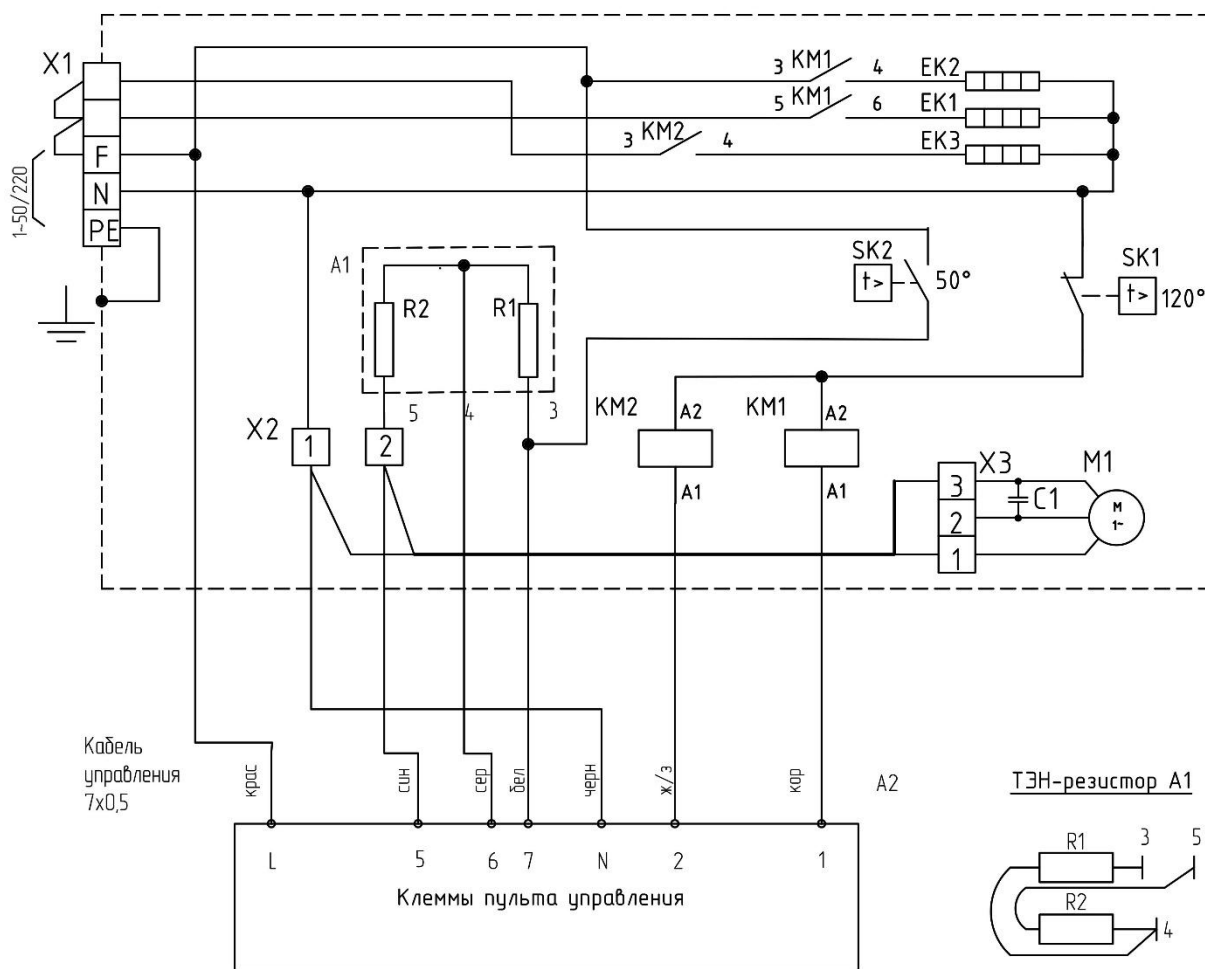 X1
3 KM1 4 EK2
5 KM1 6 EK1
3 KM2 4 EK3
F
N
PE
1~50/220
A1
R2
R1
SK2
t>
50°
SK1
t>
120°
5
4
3
X2
1
2
KM2
A2
A1
KM1
A2
A1
X3
3
2
1
C1
M1
M
1~
Кабель
управления
7х0,5
крас
син
сер
бел
черн
ж/з
кор
A2
L 5 6 7 N 2 1
Клеммы пульта управления
ТЭН-резистор А1
R1
3
5
R2
4